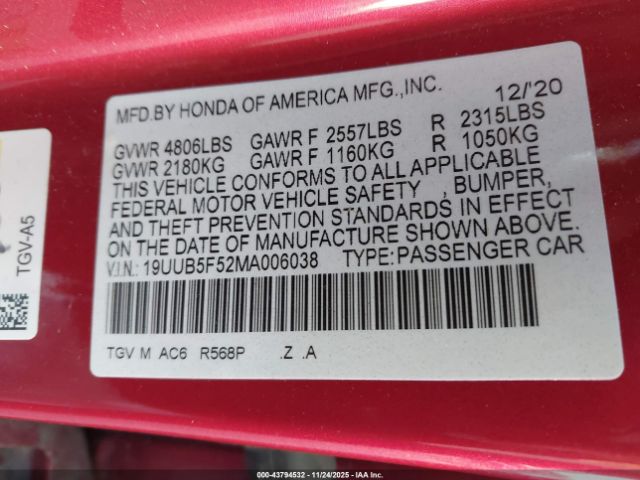 MFD.BY HONDA OF AMERICA MFG.,INC. 12/'20
GVWR 4806LBS GAWR F 2557LBS R 2315LBS
GVWR 2180KG GAWR F 1160KG R 1050KG
THIS VEHICLE CONFORMS TO ALL APPLICABLE
FEDERAL MOTOR VEHICLE SAFETY , BUMPER,
AND THEFT PREVENTION STANDARDS IN EFFECT
ON THE DATE OF MANUFACTURE SHOWN ABOVE.
V.I.N.: 19UUB5F52MA006038 TYPE:PASSENGER CAR
TGV M AC6 R568P .Z .A
TGV-A5
000-43794532 - 11/24/2025 - IAA Inc.